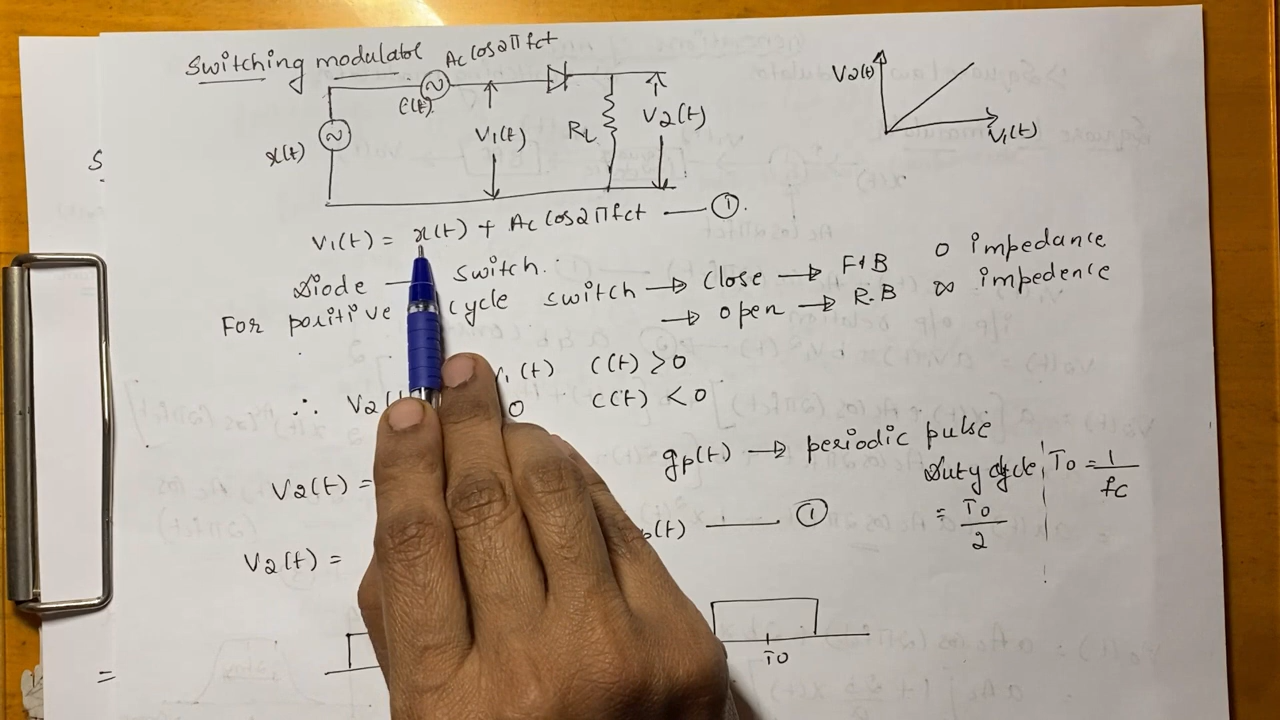 Switching modulator
Ac cos2πfct
c(t).
x(t)
V1(t)
RL
V2(t)
V2(t)
V1(t)
S
V1(t) = x(t) + Ac cos2πfct — ①.
Diode → switch.
For positive cycle switch → close → F·B 0 impedance
→ open → R.B ∞ impedence
∴ V2( V1(t) c(t) > 0
0 c(t) < 0
gp(t) → periodic pulse
V2(t) =
Duty cycle = T0/2
T0 = 1/fc
V2(t) = p(t) — ①
T0
=